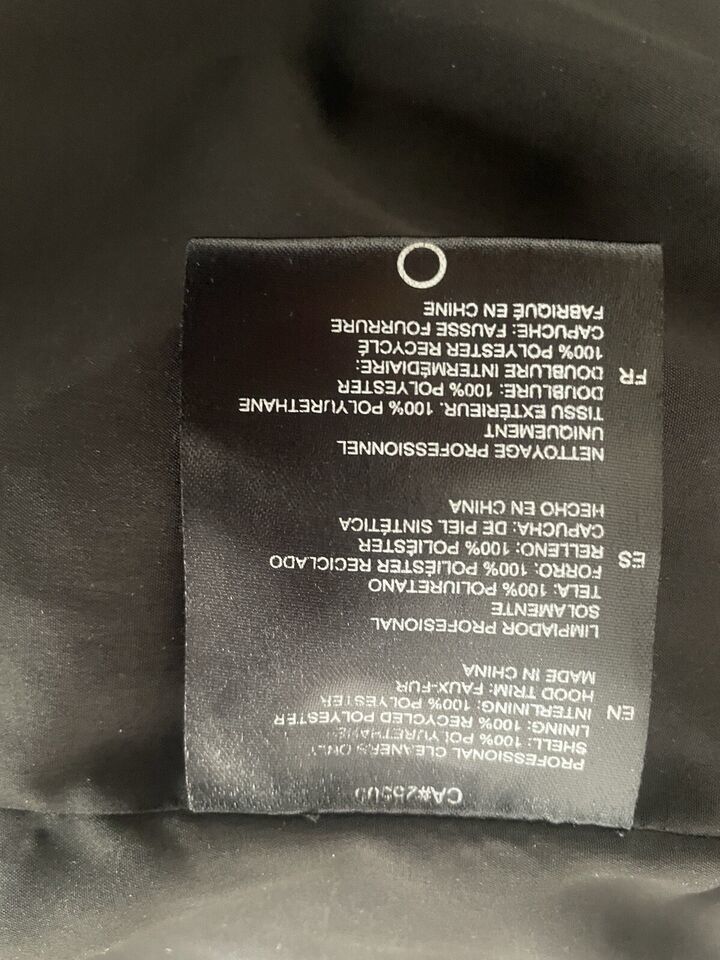 PROFESSIONAL CLEANERS ONLY
SHELL: 100% POLYURETHANE
LINING: 100% RECYCLED POLYESTER
EN INTERLINING: 100% POLYESTER
HOOD TRIM: FAUX-FUR
MADE IN CHINA
LIMPIADOR PROFESIONAL
SOLAMENTE
TELA: 100% POLIURETANO
FORRO: 100% POLIÉSTER RECICLADO
ES RELLENO: 100% POLIÉSTER
CAPUCHA: DE PIEL SINTÉTICA
HECHO EN CHINA
NETTOYAGE PROFESSIONNEL
UNIQUEMENT
TISSU EXTÉRIEUR: 100% POLYURETHANE
DOUBLURE: 100% POLYESTER
FR DOUBLURE INTERMÉDIAIRE:
100% POLYESTER RECYCLÉ
CAPUCHE: FAUSSE FOURRURE
FABRIQUÉ EN CHINE